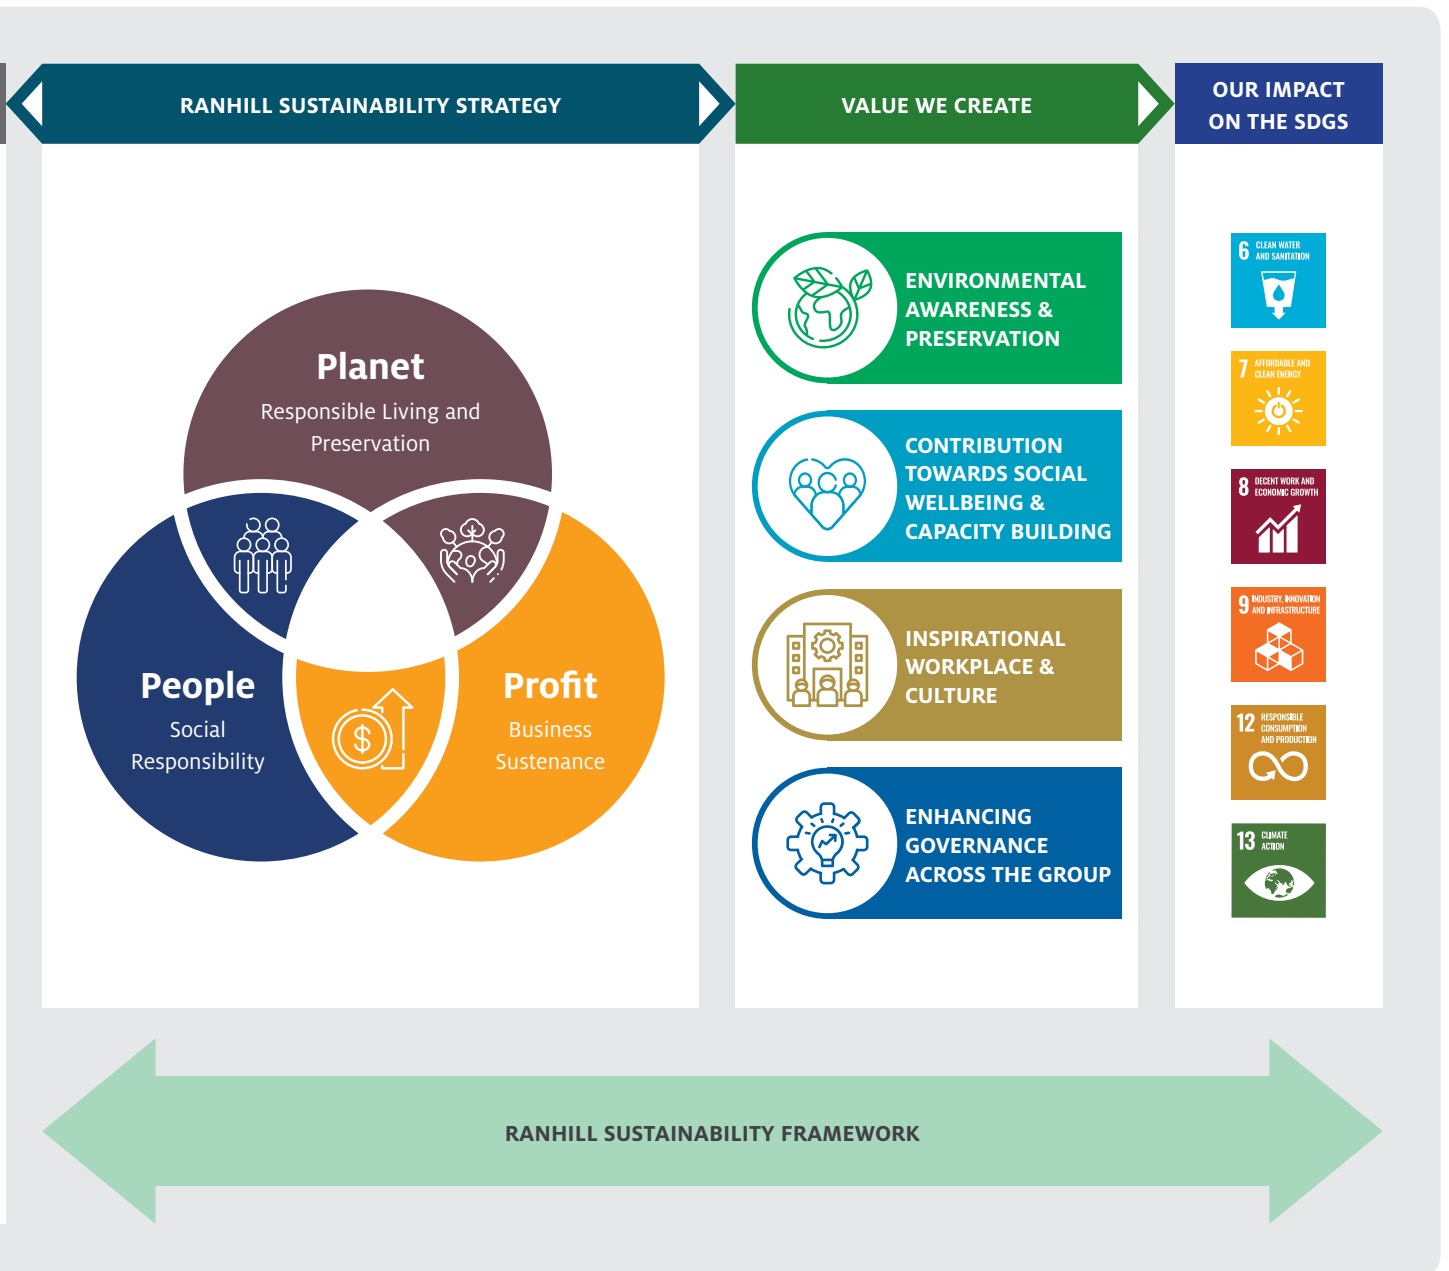 RANHILL SUSTAINABILITY STRATEGY
Planet
Responsible Living and
Preservation
People
Social
Responsibility
Profit
Business
Sustenance
$
VALUE WE CREATE
ENVIRONMENTAL
AWARENESS &
PRESERVATION
CONTRIBUTION
TOWARDS SOCIAL
WELLBEING &
CAPACITY BUILDING
INSPIRATIONAL
WORKPLACE &
CULTURE
ENHANCING
GOVERNANCE
ACROSS THE GROUP
OUR IMPACT
ON THE SDGS
6 CLEAN WATER
AND SANITATION
7 AFFORDABLE AND
CLEAN ENERGY
8 DECENT WORK AND
ECONOMIC GROWTH
9 INDUSTRY, INNOVATION
AND INFRASTRUCTURE
12 RESPONSIBLE
CONSUMPTION
AND PRODUCTION
13 CLIMATE
ACTION
RANHILL SUSTAINABILITY FRAMEWORK